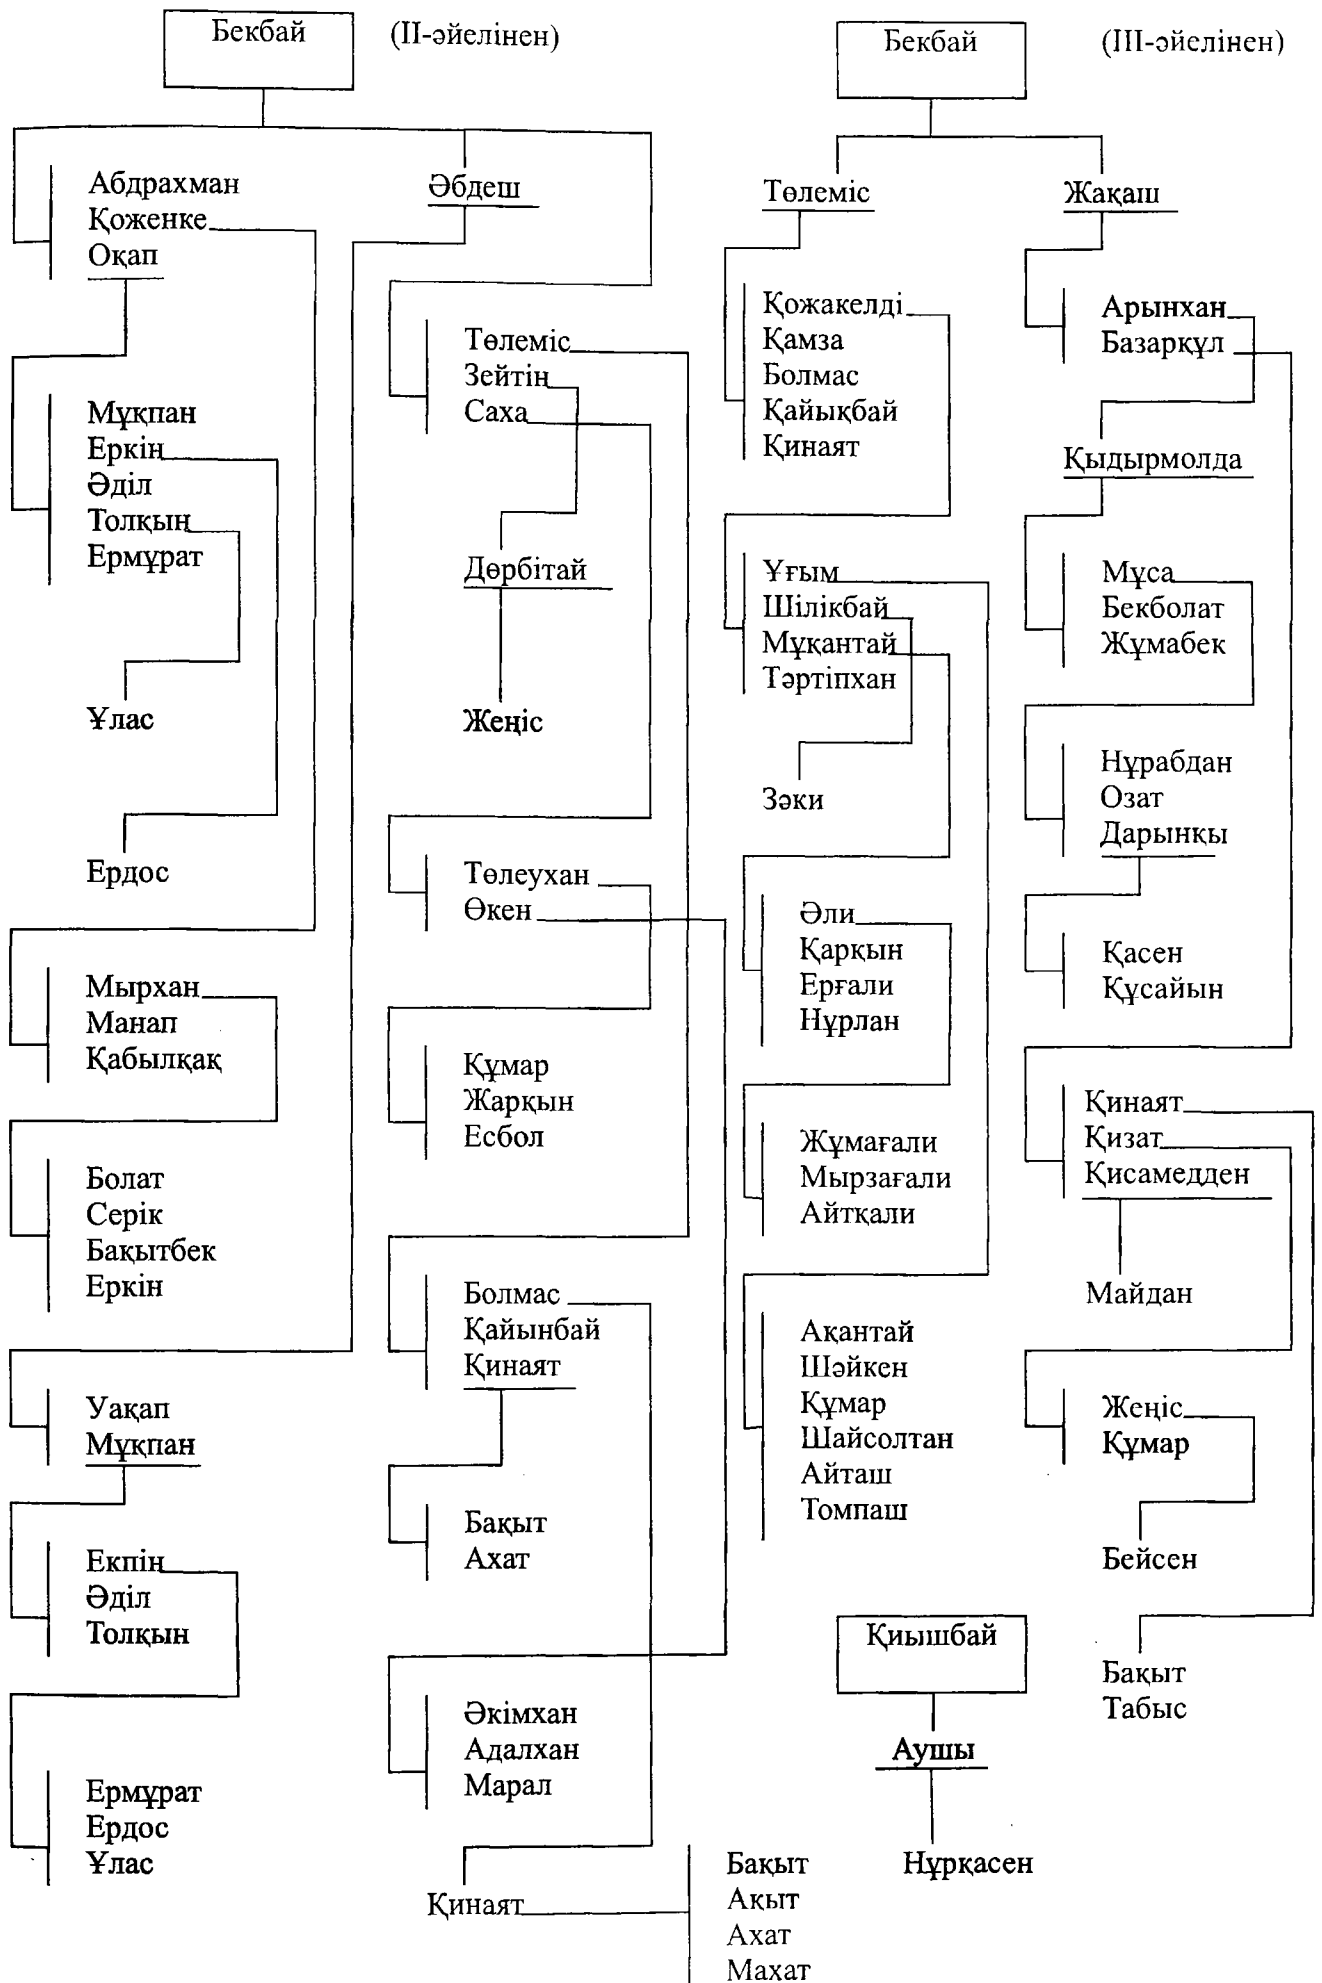 Бекбай (II-әйелінен)
Абдрахман
Қоженке
Оқап
Әбдеш
Мұқпан
Еркін
Әділ
Толқын
Ермұрат
Ұлас
Ердос
Мырхан
Манап
Қабылқақ
Болат
Серік
Бақытбек
Еркін
Уақап
Мұқпан
Екпін
Әділ
Толқын
Ермұрат
Ердос
Ұлас
Төлеміс
Зейтін
Саха
Дөрбітай
Жеңіс
Төлеухан
Өкен
Құмар
Жарқын
Есбол
Болмас
Қайынбай
Қинаят
Бақыт
Ахат
Әкімхан
Адалхан
Марал
Қинаят
Бақыт
Ақыт
Ахат
Махат
Бекбай (III-әйелінен)
Төлеміс
Жақаш
Қожакелді
Қамза
Болмас
Қайықбай
Қинаят
Ұғым
Шілікбай
Мұқантай
Тәртіпхан
Зәки
Әли
Қарқын
Ерғали
Нұрлан
Жұмағали
Мырзағали
Айтқали
Ақантай
Шәйкен
Құмар
Шайсолтан
Айташ
Томпаш
Арынхан
Базарқұл
Қыдырмолда
Мұса
Бекболат
Жұмабек
Нұрабдан
Озат
Дарынқы
Қасен
Құсайын
Қинаят
Қизат
Қисамедден
Майдан
Жеңіс
Құмар
Бейсен
Бақыт
Табыс
Қиышбай
Аушы
Нұрқасен